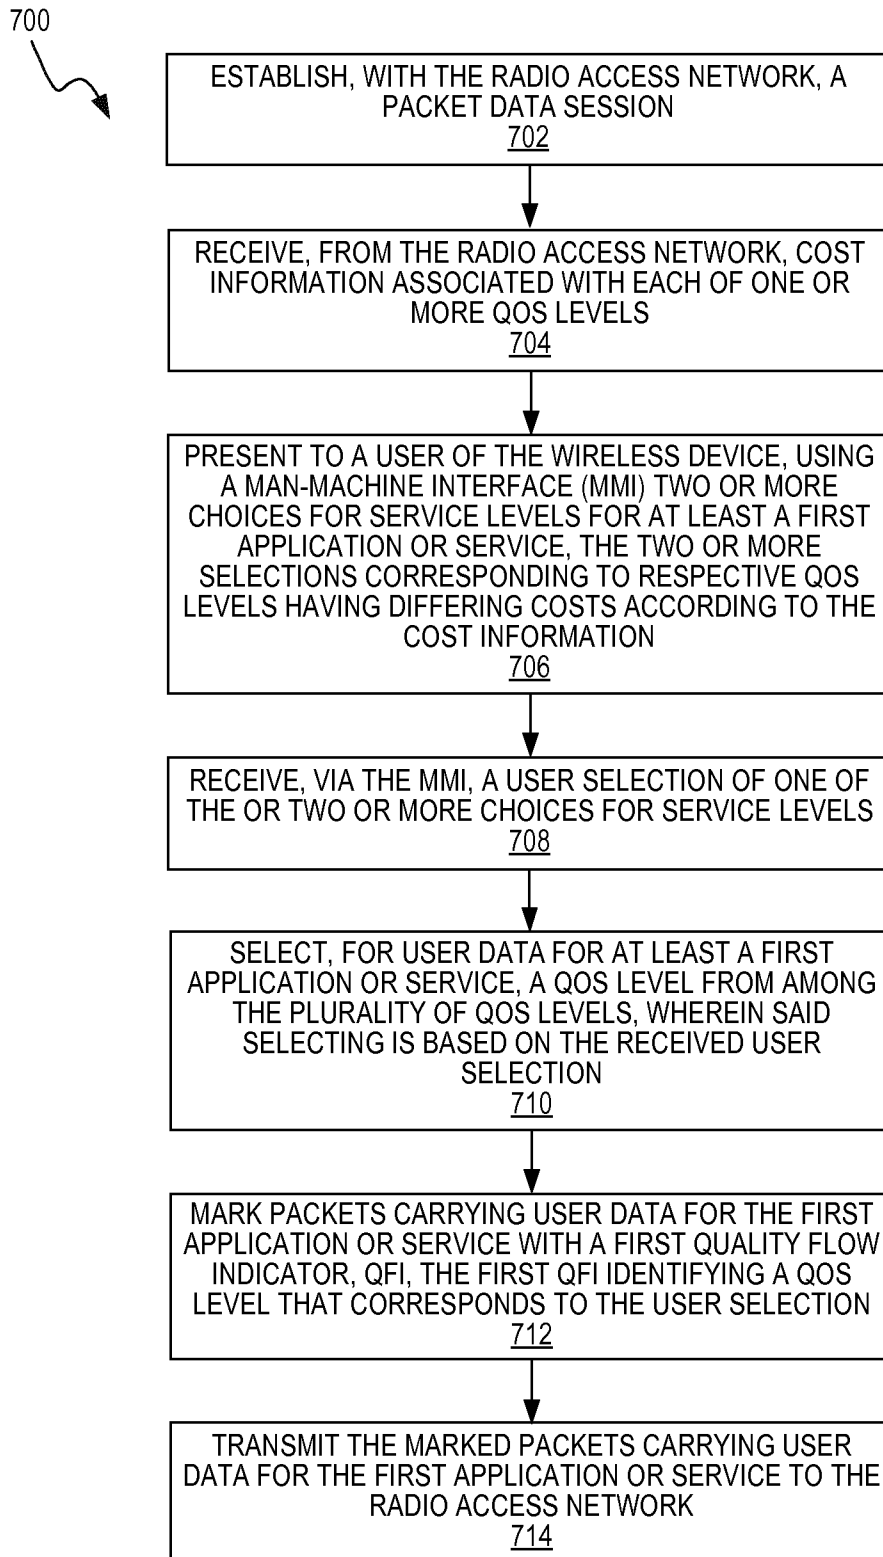 700
ESTABLISH, WITH THE RADIO ACCESS NETWORK, A
PACKET DATA SESSION
702
RECEIVE, FROM THE RADIO ACCESS NETWORK, COST
INFORMATION ASSOCIATED WITH EACH OF ONE OR
MORE QOS LEVELS
704
PRESENT TO A USER OF THE WIRELESS DEVICE, USING
A MAN-MACHINE INTERFACE (MMI) TWO OR MORE
CHOICES FOR SERVICE LEVELS FOR AT LEAST A FIRST
APPLICATION OR SERVICE, THE TWO OR MORE
SELECTIONS CORRESPONDING TO RESPECTIVE QOS
LEVELS HAVING DIFFERING COSTS ACCORDING TO THE
COST INFORMATION
706
RECEIVE, VIA THE MMI, A USER SELECTION OF ONE OF
THE OR TWO OR MORE CHOICES FOR SERVICE LEVELS
708
SELECT, FOR USER DATA FOR AT LEAST A FIRST
APPLICATION OR SERVICE, A QOS LEVEL FROM AMONG
THE PLURALITY OF QOS LEVELS, WHEREIN SAID
SELECTING IS BASED ON THE RECEIVED USER
SELECTION
710
MARK PACKETS CARRYING USER DATA FOR THE FIRST
APPLICATION OR SERVICE WITH A FIRST QUALITY FLOW
INDICATOR, QFI, THE FIRST QFI IDENTIFYING A QOS
LEVEL THAT CORRESPONDS TO THE USER SELECTION
712
TRANSMIT THE MARKED PACKETS CARRYING USER
DATA FOR THE FIRST APPLICATION OR SERVICE TO THE
RADIO ACCESS NETWORK
714